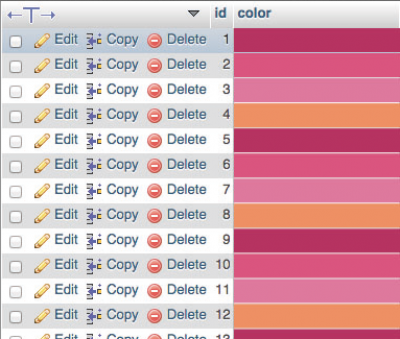 id color
Edit Copy Delete 1
Edit Copy Delete 2
Edit Copy Delete 3
Edit Copy Delete 4
Edit Copy Delete 5
Edit Copy Delete 6
Edit Copy Delete 7
Edit Copy Delete 8
Edit Copy Delete 9
Edit Copy Delete 10
Edit Copy Delete 11
Edit Copy Delete 12
Edit Copy Delete 13